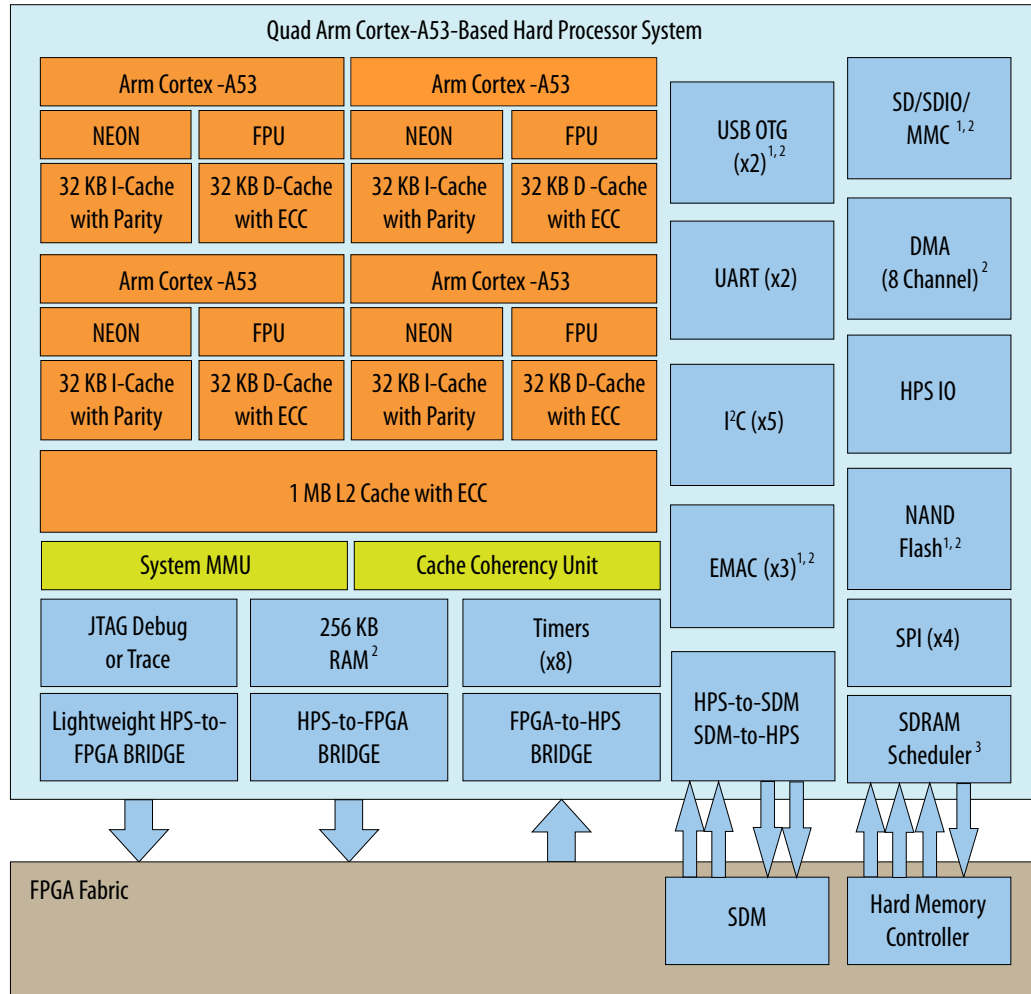 Quad Arm Cortex-A53-Based Hard Processor System
Arm Cortex -A53
NEON
FPU
32 KB I-Cache
with Parity
32 KB D-Cache
with ECC
Arm Cortex -A53
NEON
FPU
32 KB I-Cache
with Parity
32 KB D -Cache
with ECC
Arm Cortex -A53
NEON
FPU
32 KB I-Cache
with Parity
32 KB D-Cache
with ECC
Arm Cortex -A53
NEON
FPU
32 KB I-Cache
with Parity
32 KB D-Cache
with ECC
1 MB L2 Cache with ECC
System MMU
Cache Coherency Unit
JTAG Debug
or Trace
256 KB
RAM ²
Timers
(x8)
Lightweight HPS-to-
FPGA BRIDGE
HPS-to-FPGA
BRIDGE
FPGA-to-HPS
BRIDGE
USB OTG
(x2) ¹, ²
UART (x2)
I²C (x5)
EMAC (x3) ¹, ²
HPS-to-SDM
SDM-to-HPS
SD/SDIO/
MMC ¹, ²
DMA
(8 Channel) ²
HPS IO
NAND
Flash ¹, ²
SPI (x4)
SDRAM
Scheduler ³
FPGA Fabric
SDM
Hard Memory
Controller